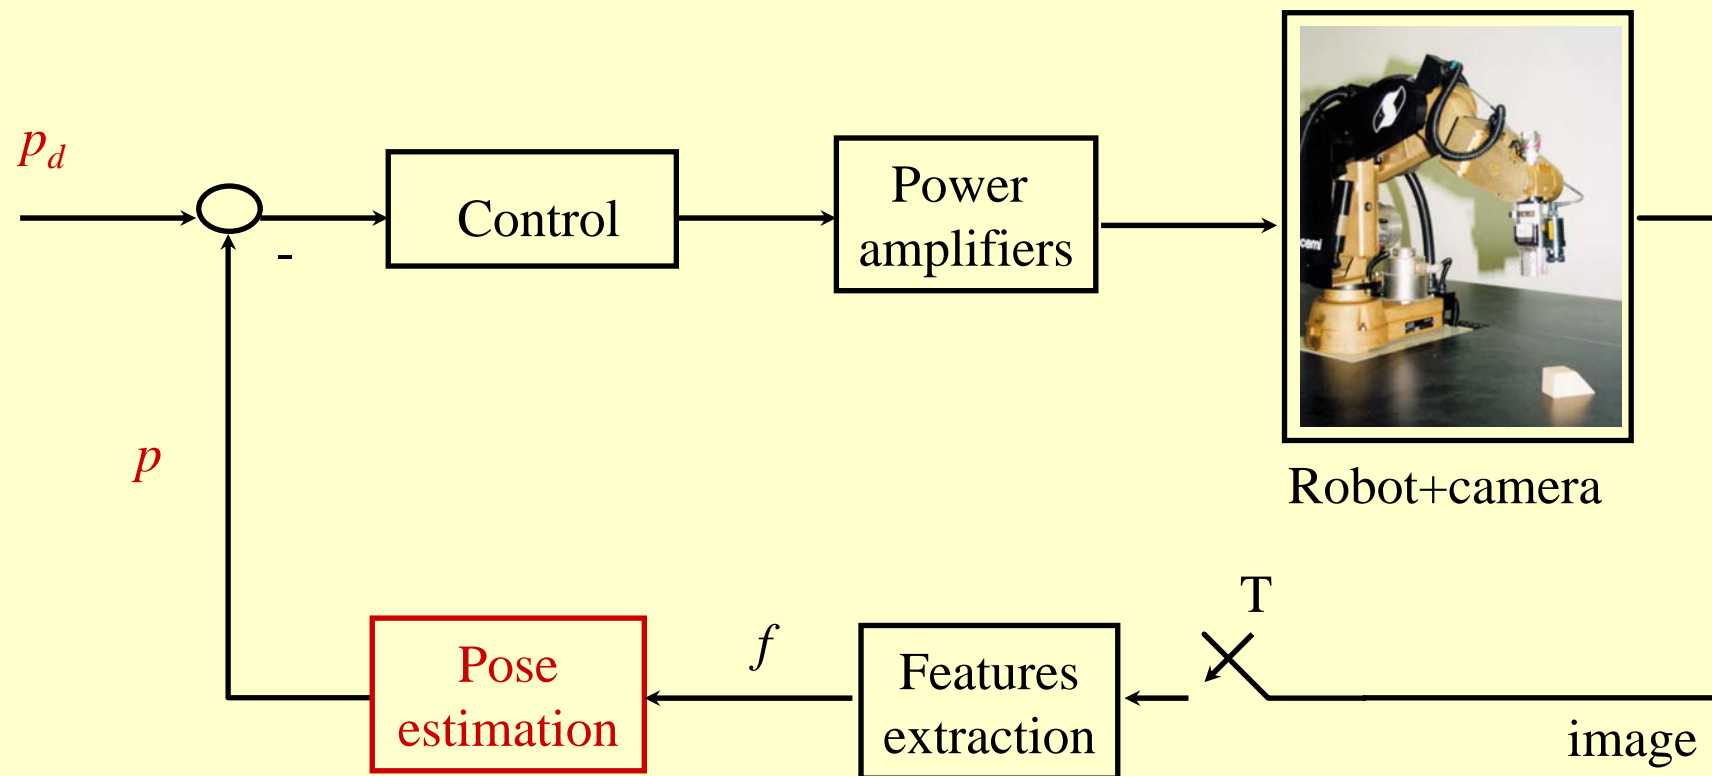 p_d
-
Control
Power
amplifiers
p
Robot+camera
T
Pose
estimation
f
Features
extraction
image